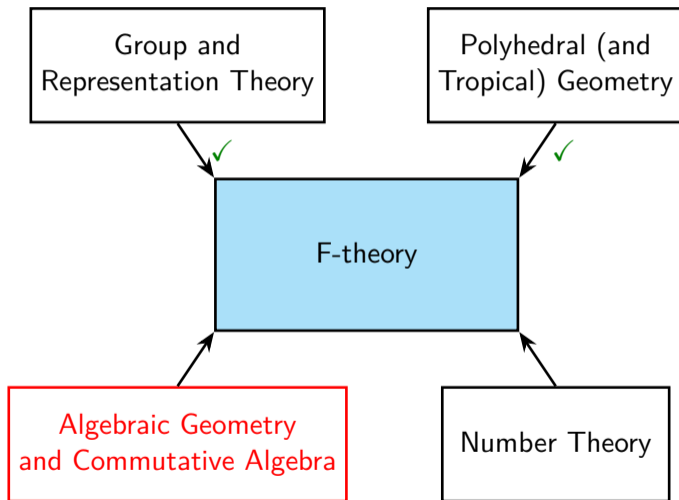 Group and
Representation Theory
Polyhedral (and
Tropical) Geometry
✓
✓
F-theory
Algebraic Geometry
and Commutative Algebra
Number Theory